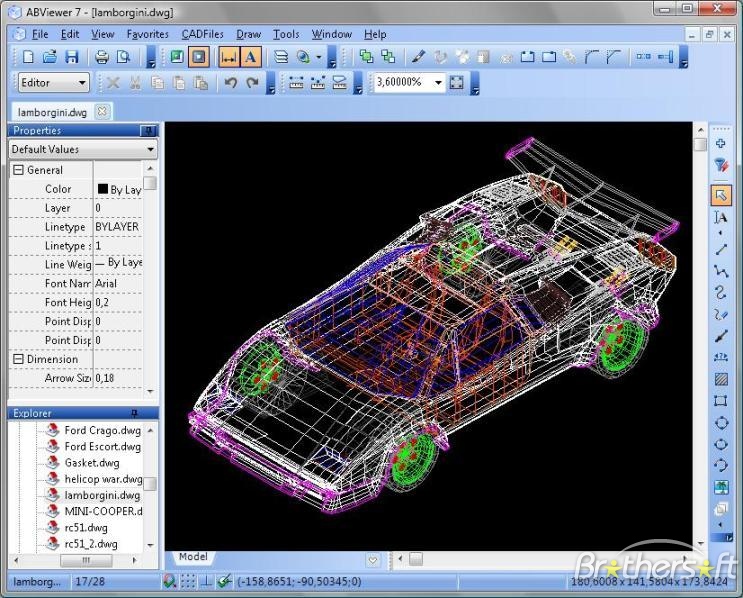 ABViewer 7 - [lamborgini.dwg]
File Edit View Favorites CADFiles Draw Tools Window Help
Editor 3,60000%
lamborgini.dwg
Properties
Default Values
General
Color By Lay
Layer 0
Linetype BYLAYER
Linetype s 1
Line Weig By Laye
Font Nam Arial
Font Heig 0,2
Point Disp 0
Point Disp 0
Dimension
Arrow Size 0,18
Explorer
Ford Crago.dwg
Ford Escort.dwg
Gasket.dwg
helicop war.dwg
lamborgini.dwg
MINI-COOPER.d
rc51.dwg
rc51_2.dwg
Model
lamborg... 17/28 (-158,8651; -90,50345;0) 180,6008 x 141,5804 x 173,8424
Brothersoft